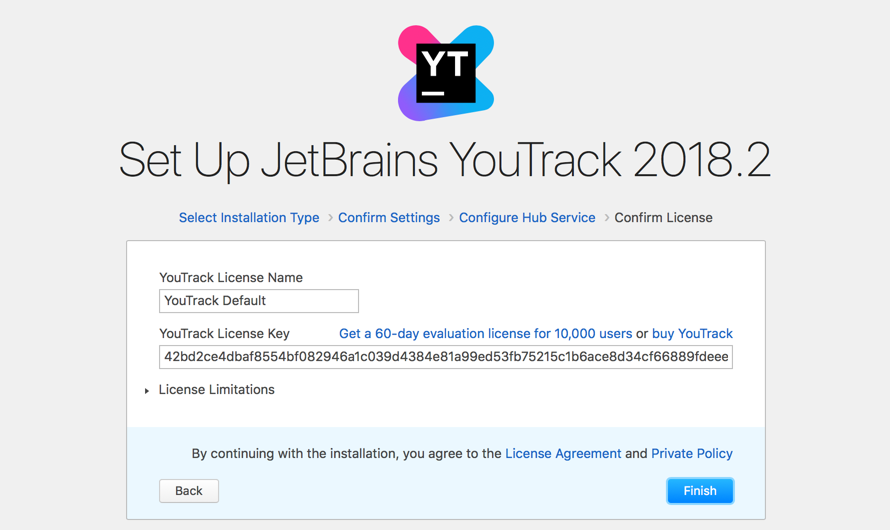 YT
Set Up JetBrains YouTrack 2018.2
Select Installation Type › Confirm Settings › Configure Hub Service › Confirm License
YouTrack License Name
YouTrack Default
YouTrack License Key Get a 60-day evaluation license for 10,000 users or buy YouTrack
42bd2ce4dbaf8554bf082946a1c039d4384e81a99ed53fb75215c1b6ace8d34cf66889fdeee
License Limitations
By continuing with the installation, you agree to the License Agreement and Private Policy
Back Finish